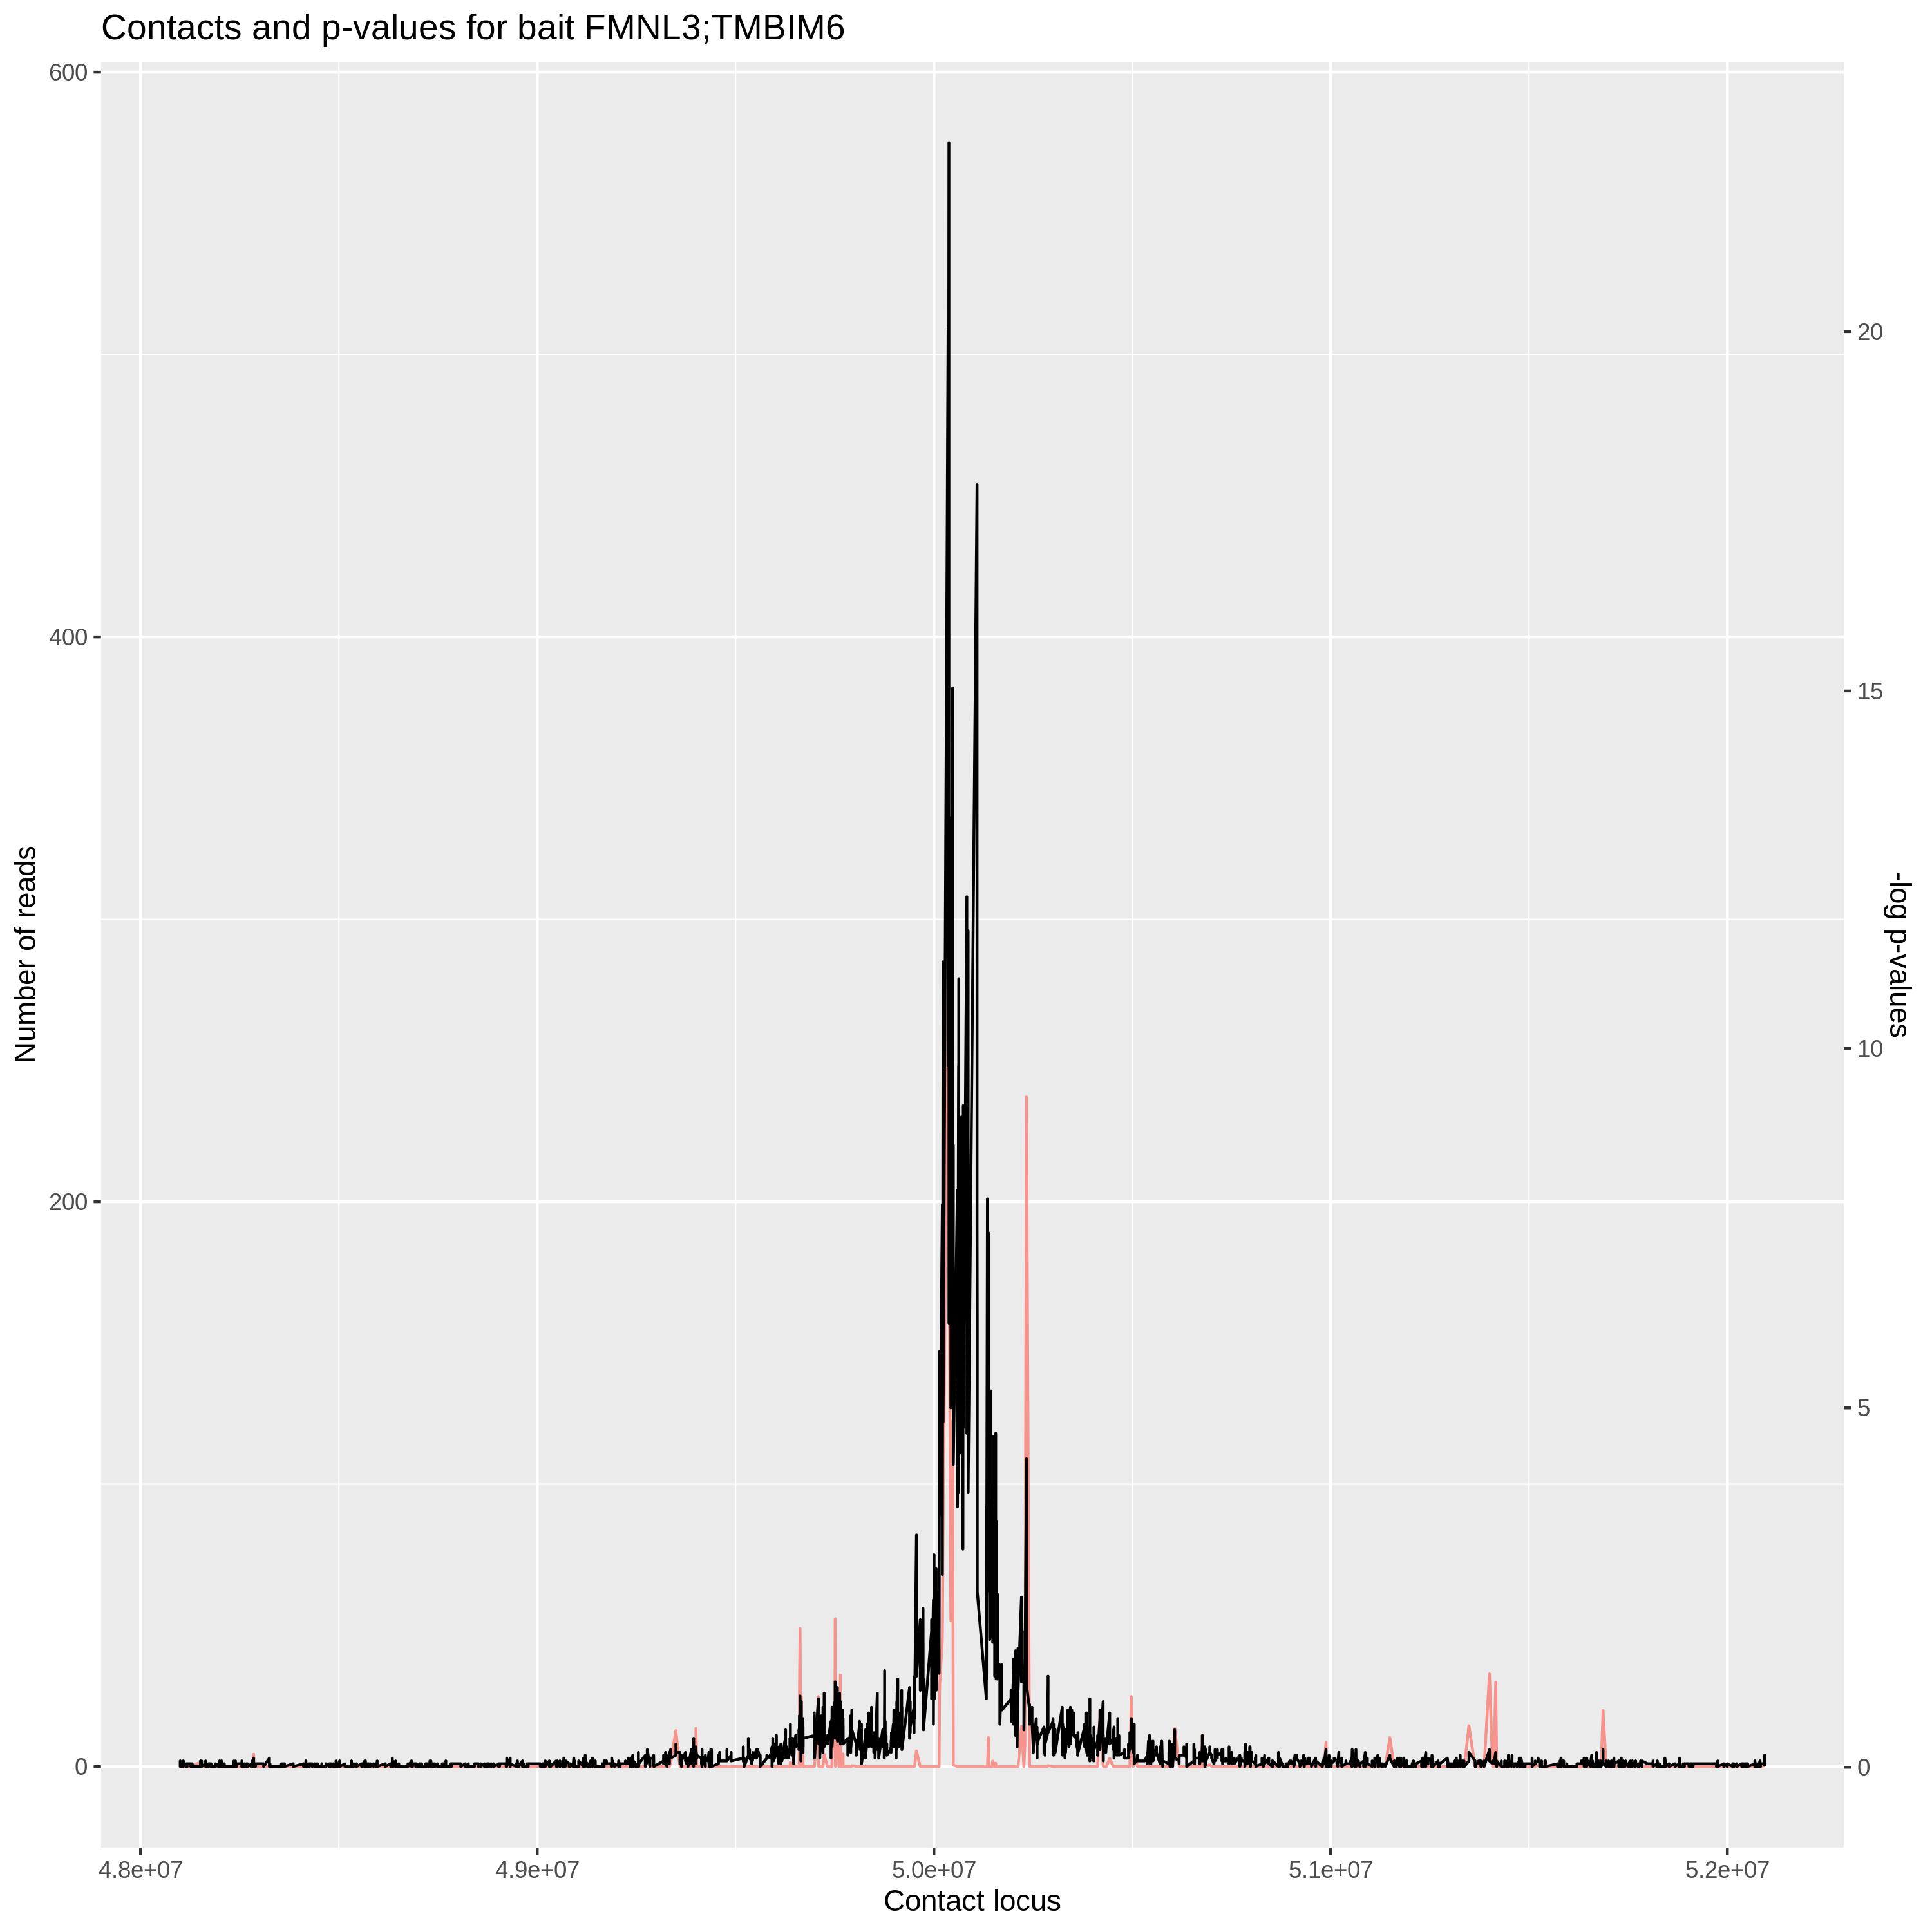 Contacts and p-values for bait FMNL3;TMBIM6
600
400
200
0
Number of reads
20
15
10
5
0
-log p-values
4.8e+07
4.9e+07
5.0e+07
5.1e+07
5.2e+07
Contact locus